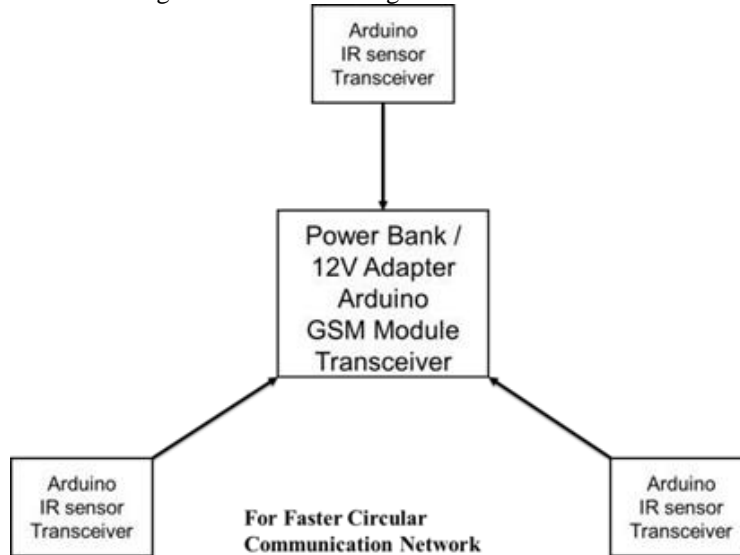 Arduino
IR sensor
Transceiver
Power Bank /
12V Adapter
Arduino
GSM Module
Transceiver
Arduino
IR sensor
Transceiver
For Faster Circular
Communication Network
Arduino
IR sensor
Transceiver